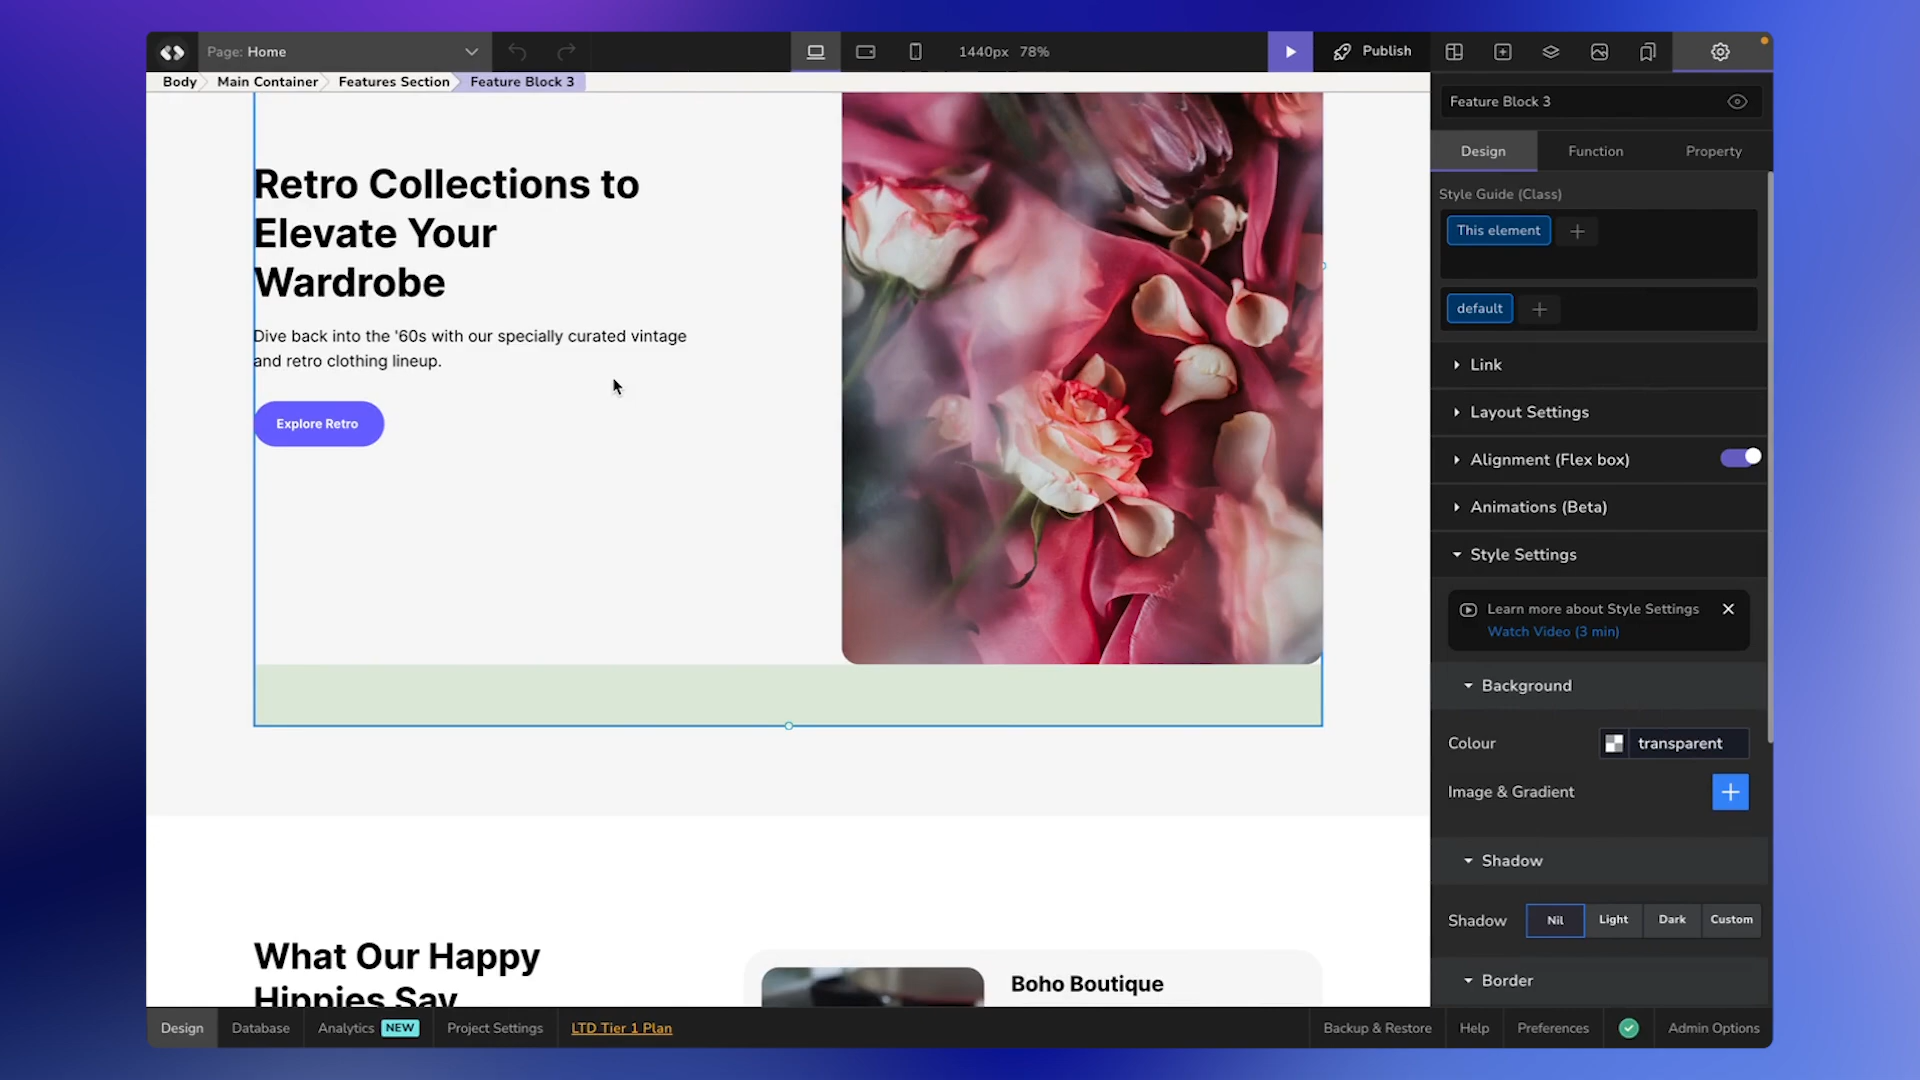 Page: Home
1440px 78%
Publish
Body
Main Container
Features Section
Feature Block 3
Retro Collections to
Elevate Your
Wardrobe
Dive back into the '60s with our specially curated vintage
and retro clothing lineup.
Explore Retro
What Our Happy
Hippies Say
Boho Boutique
Feature Block 3
Design
Function
Property
Style Guide (Class)
This element
default
Link
Layout Settings
Alignment (Flex box)
Animations (Beta)
Style Settings
Learn more about Style Settings
Watch Video (3 min)
Background
Colour
transparent
Image & Gradient
Shadow
Shadow
Nil
Light
Dark
Custom
Border
Design
Database
Analytics NEW
Project Settings
LTD Tier 1 Plan
Backup & Restore
Help
Preferences
Admin Options